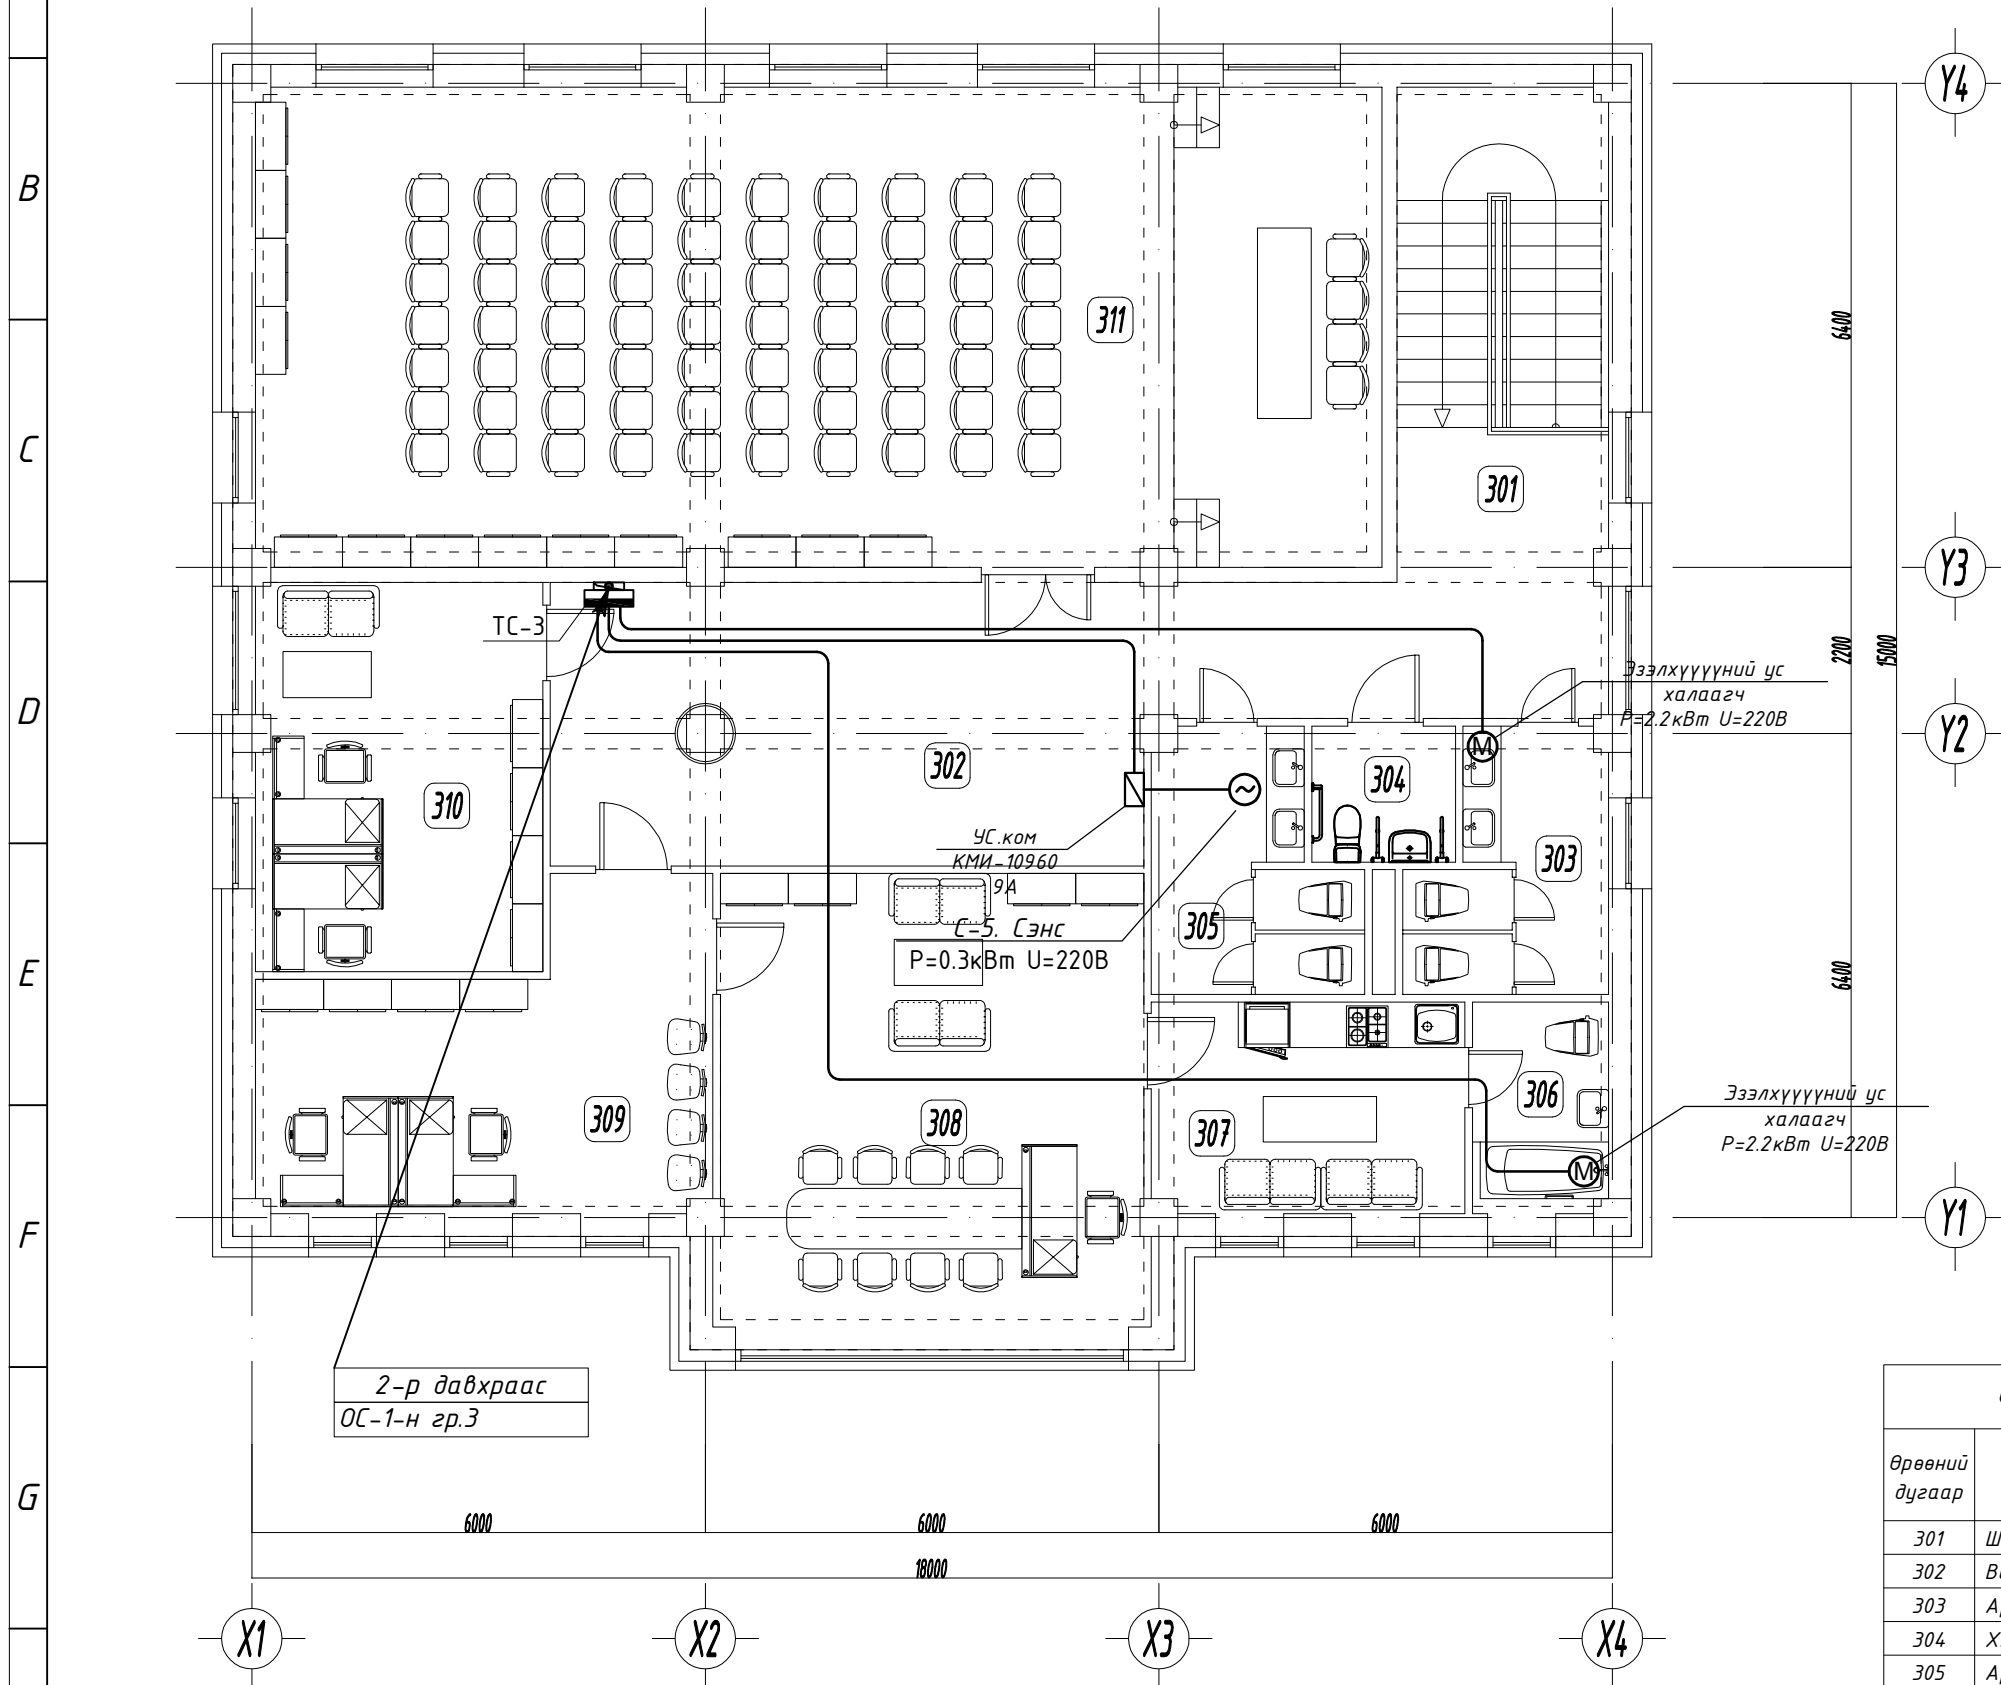 B
C
D
E
F
G
Y4
Y3
Y2
Y1
X1
X2
X3
X4
6400
2200
15000
6400
6000
6000
6000
18000
311
301
302
310
304
303
305
306
307
308
309
ТС-3
Эзэлхүүүүний ус
халаагч
P=2.2кВт U=220В
УС.ком
КМИ-10960
9А
С-5. Сэнс
P=0.3кВт U=220В
Эзэлхүүүүний ус
халаагч
P=2.2кВт U=220В
M
M
2-р давхраас
ОС-1-н гр.3
Өрөөний
дугаар
301
302
303
304
305